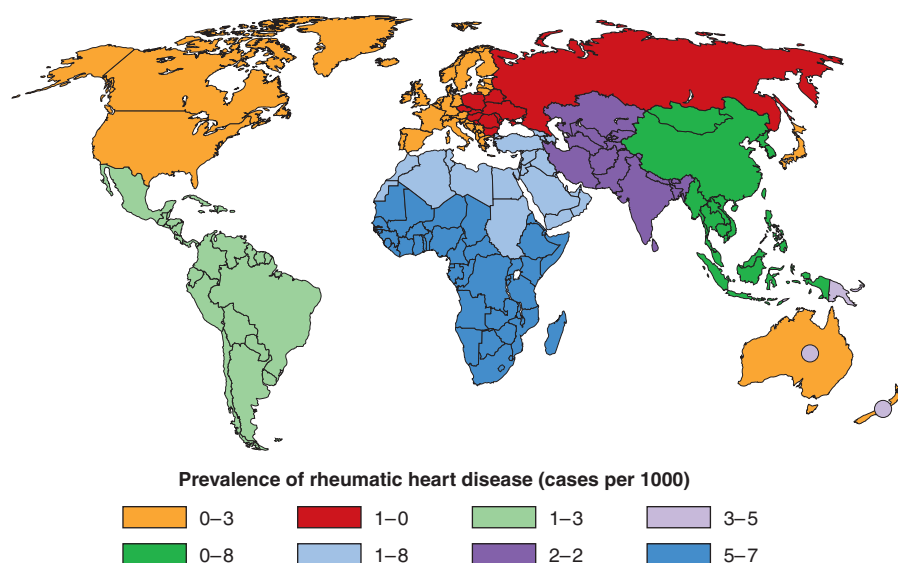 Prevalence of rheumatic heart disease (cases per 1000)
0–3 1–0 1–3 3–5
0–8 1–8 2–2 5–7